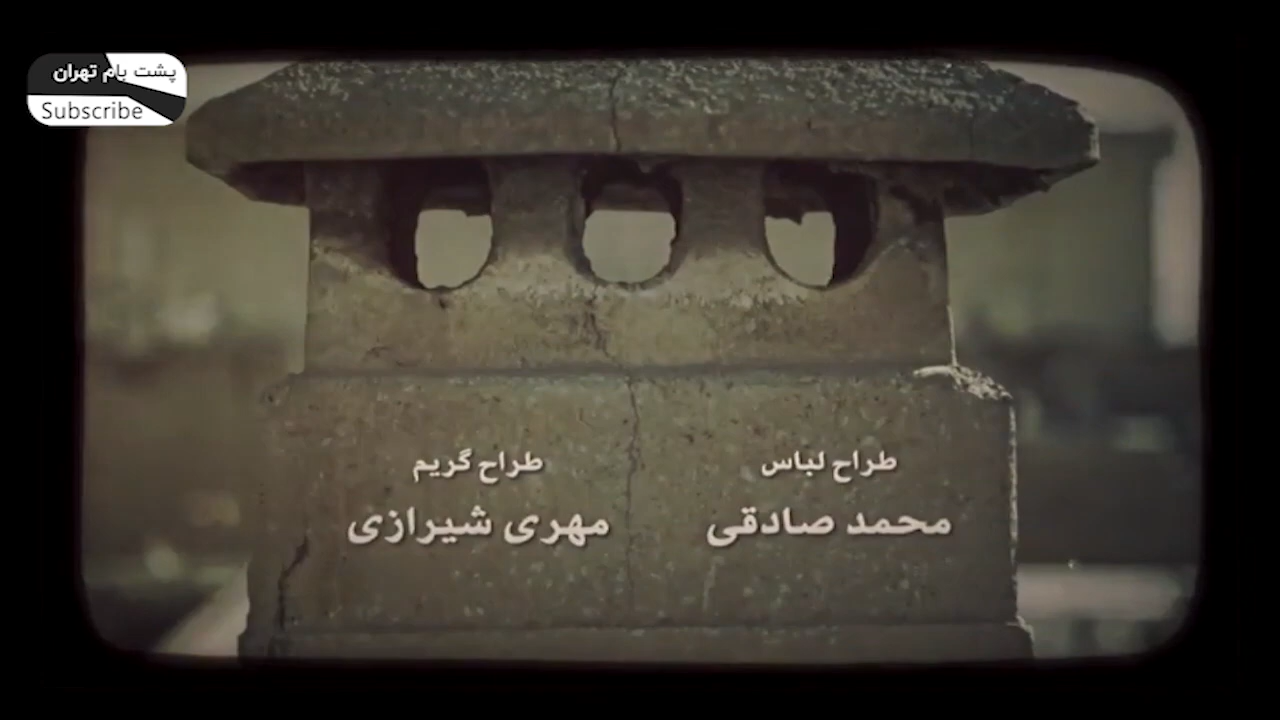 پشت بام تهران
Subscribe
طراح لباس
محمد صادقی
طراح گریم
مهری شیرازی